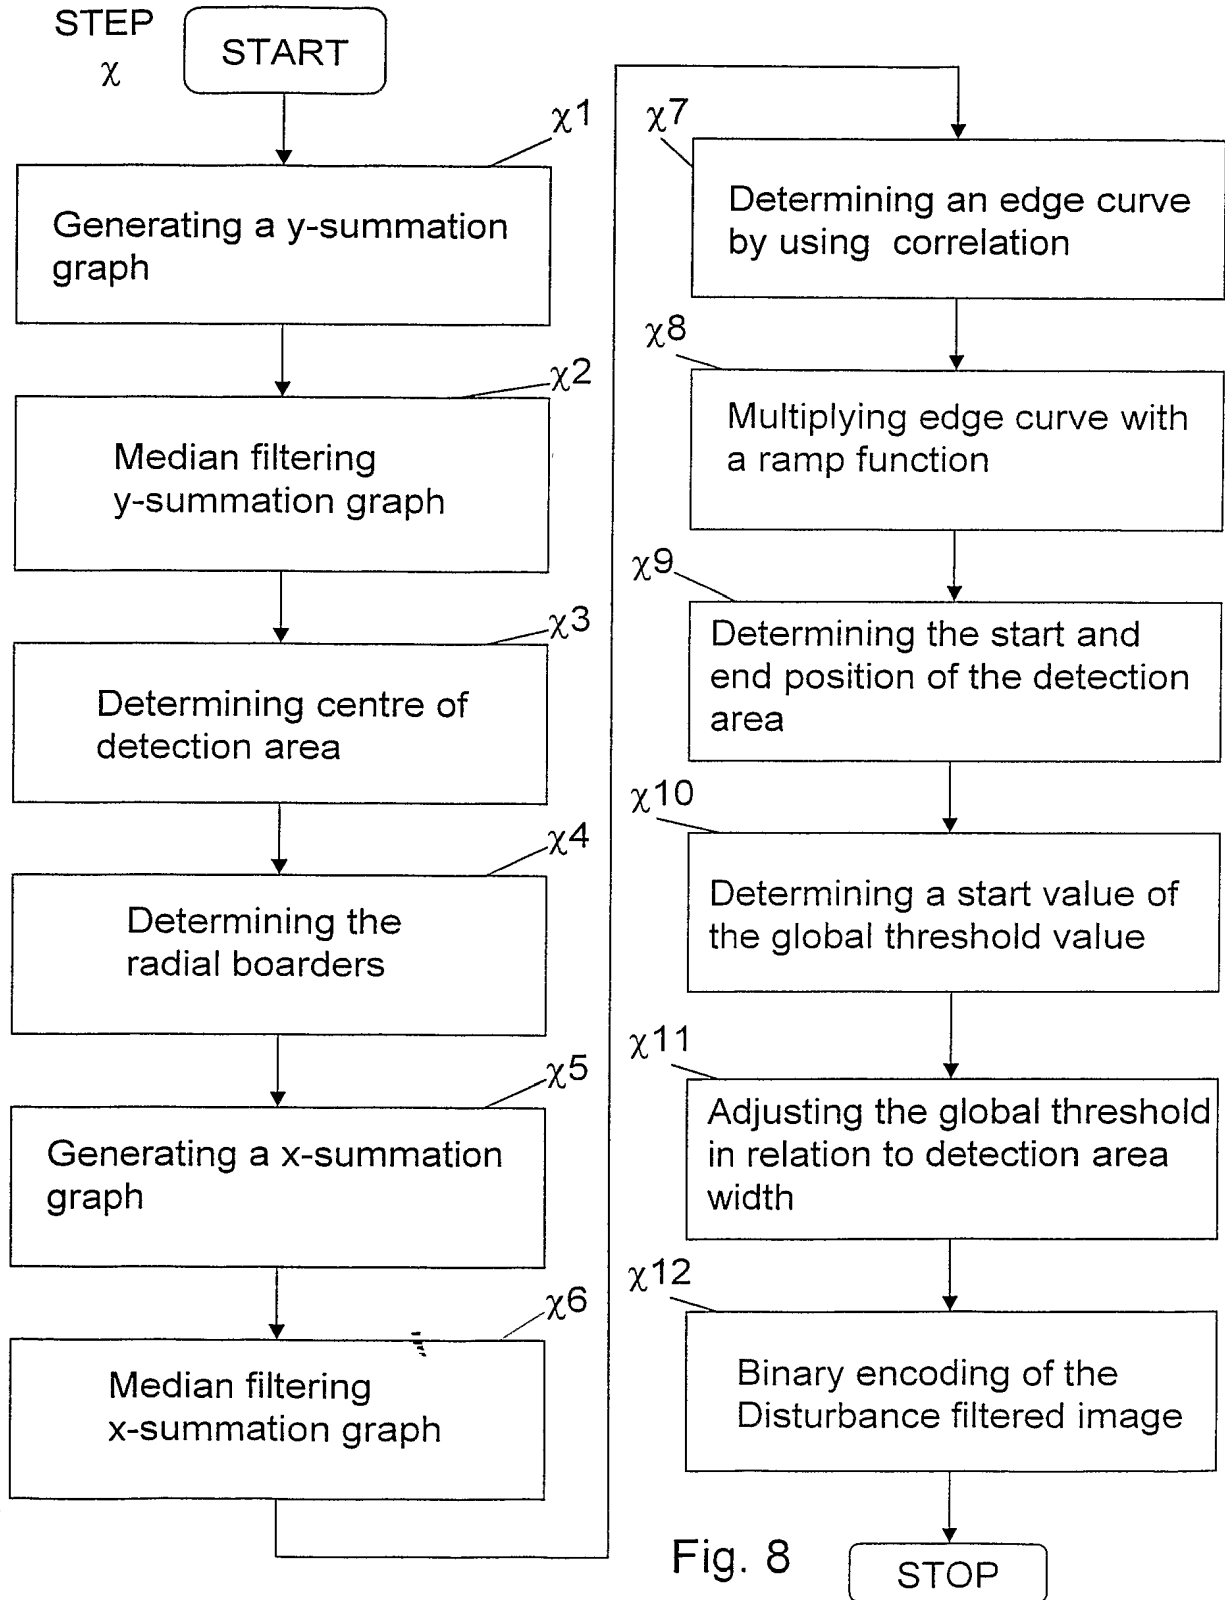 STEP
χ
START
χ1
Generating a y-summation
graph
χ2
Median filtering
y-summation graph
χ3
Determining centre of
detection area
χ4
Determining the
radial boarders
χ5
Generating a x-summation
graph
χ6
Median filtering
x-summation graph
χ7
Determining an edge curve
by using correlation
χ8
Multiplying edge curve with
a ramp function
χ9
Determining the start and
end position of the detection
area
χ10
Determining a start value of
the global threshold value
χ11
Adjusting the global threshold
in relation to detection area
width
χ12
Binary encoding of the
Disturbance filtered image
STOP
Fig. 8